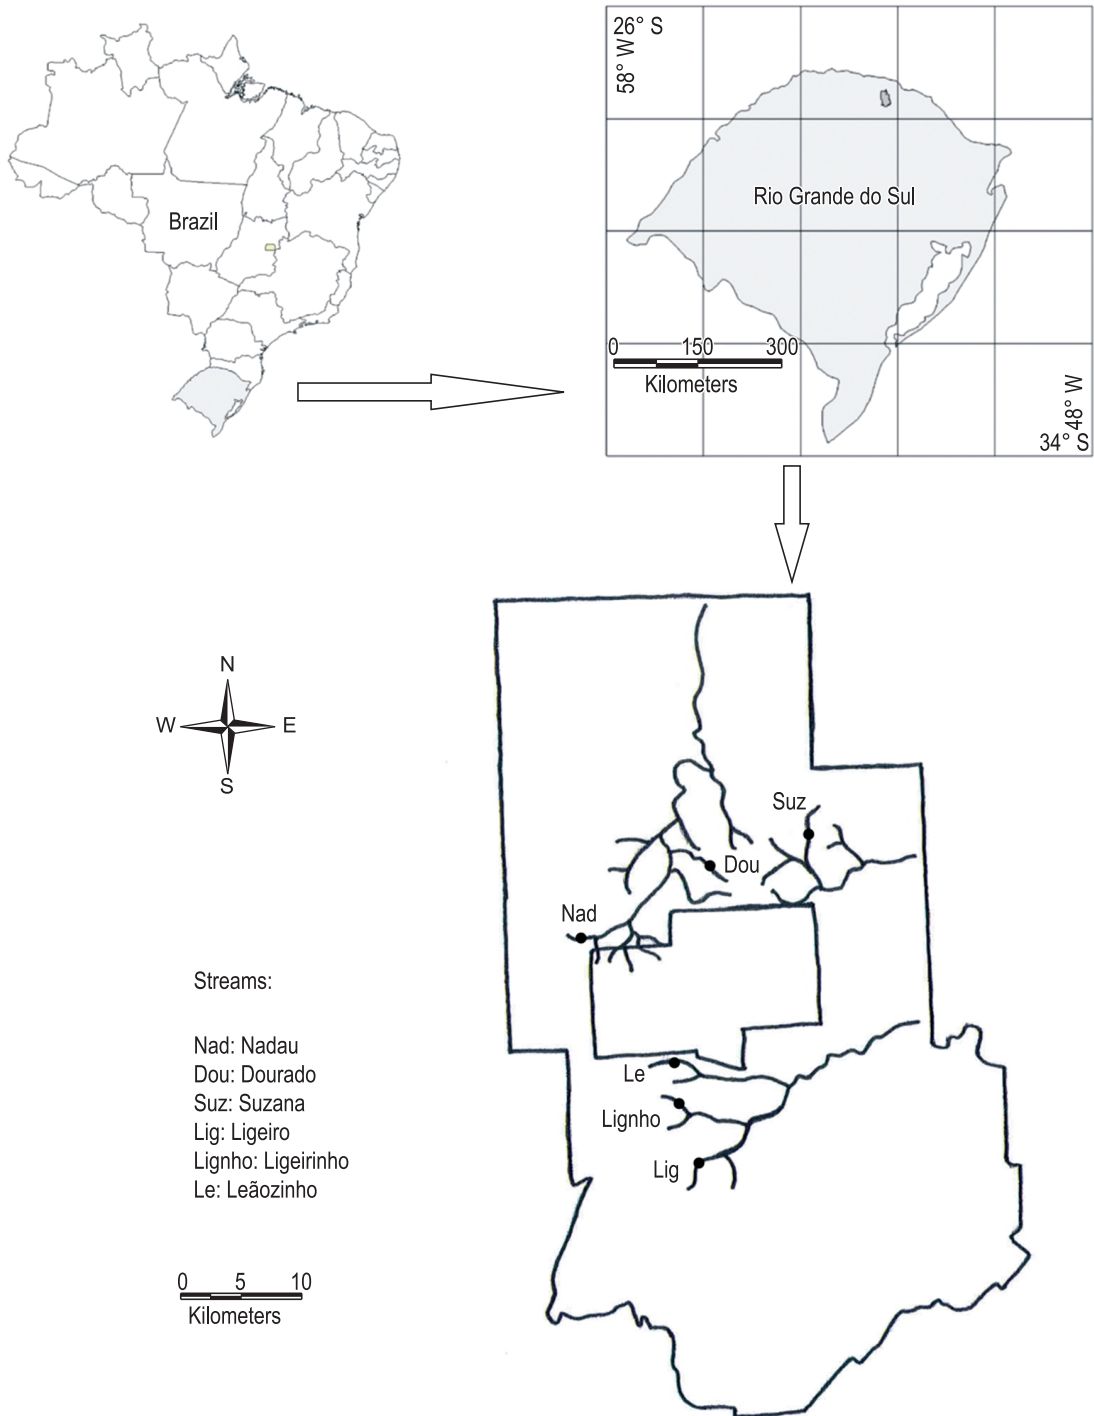 Brazil
26° S
58° W
Rio Grande do Sul
0 150 300
Kilometers
48° W
34° S
N
W E
S
Suz
Dou
Nad
Streams:
Nad: Nadau
Dou: Dourado
Suz: Suzana
Lig: Ligeiro
Lignho: Ligeirinho
Le: Leãozinho
Le
Lignho
Lig
0 5 10
Kilometers